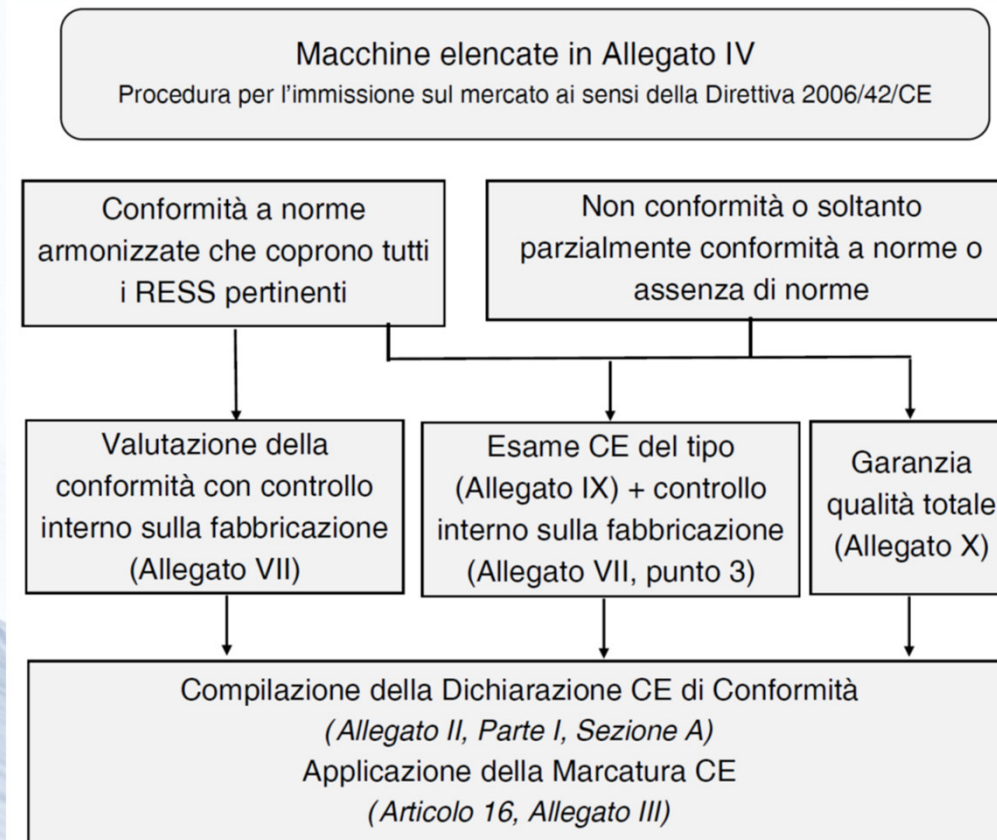 Macchine elencate in Allegato IV
Procedura per l'immissione sul mercato ai sensi della Direttiva 2006/42/CE
Conformità a norme
armonizzate che coprono tutti
i RESS pertinenti
Non conformità o soltanto
parzialmente conformità a norme o
assenza di norme
Valutazione della
conformità con controllo
interno sulla fabbricazione
(Allegato VII)
Esame CE del tipo
(Allegato IX) + controllo
interno sulla fabbricazione
(Allegato VII, punto 3)
Garanzia
qualità totale
(Allegato X)
Compilazione della Dichiarazione CE di Conformità
(Allegato II, Parte I, Sezione A)
Applicazione della Marcatura CE
(Articolo 16, Allegato III)